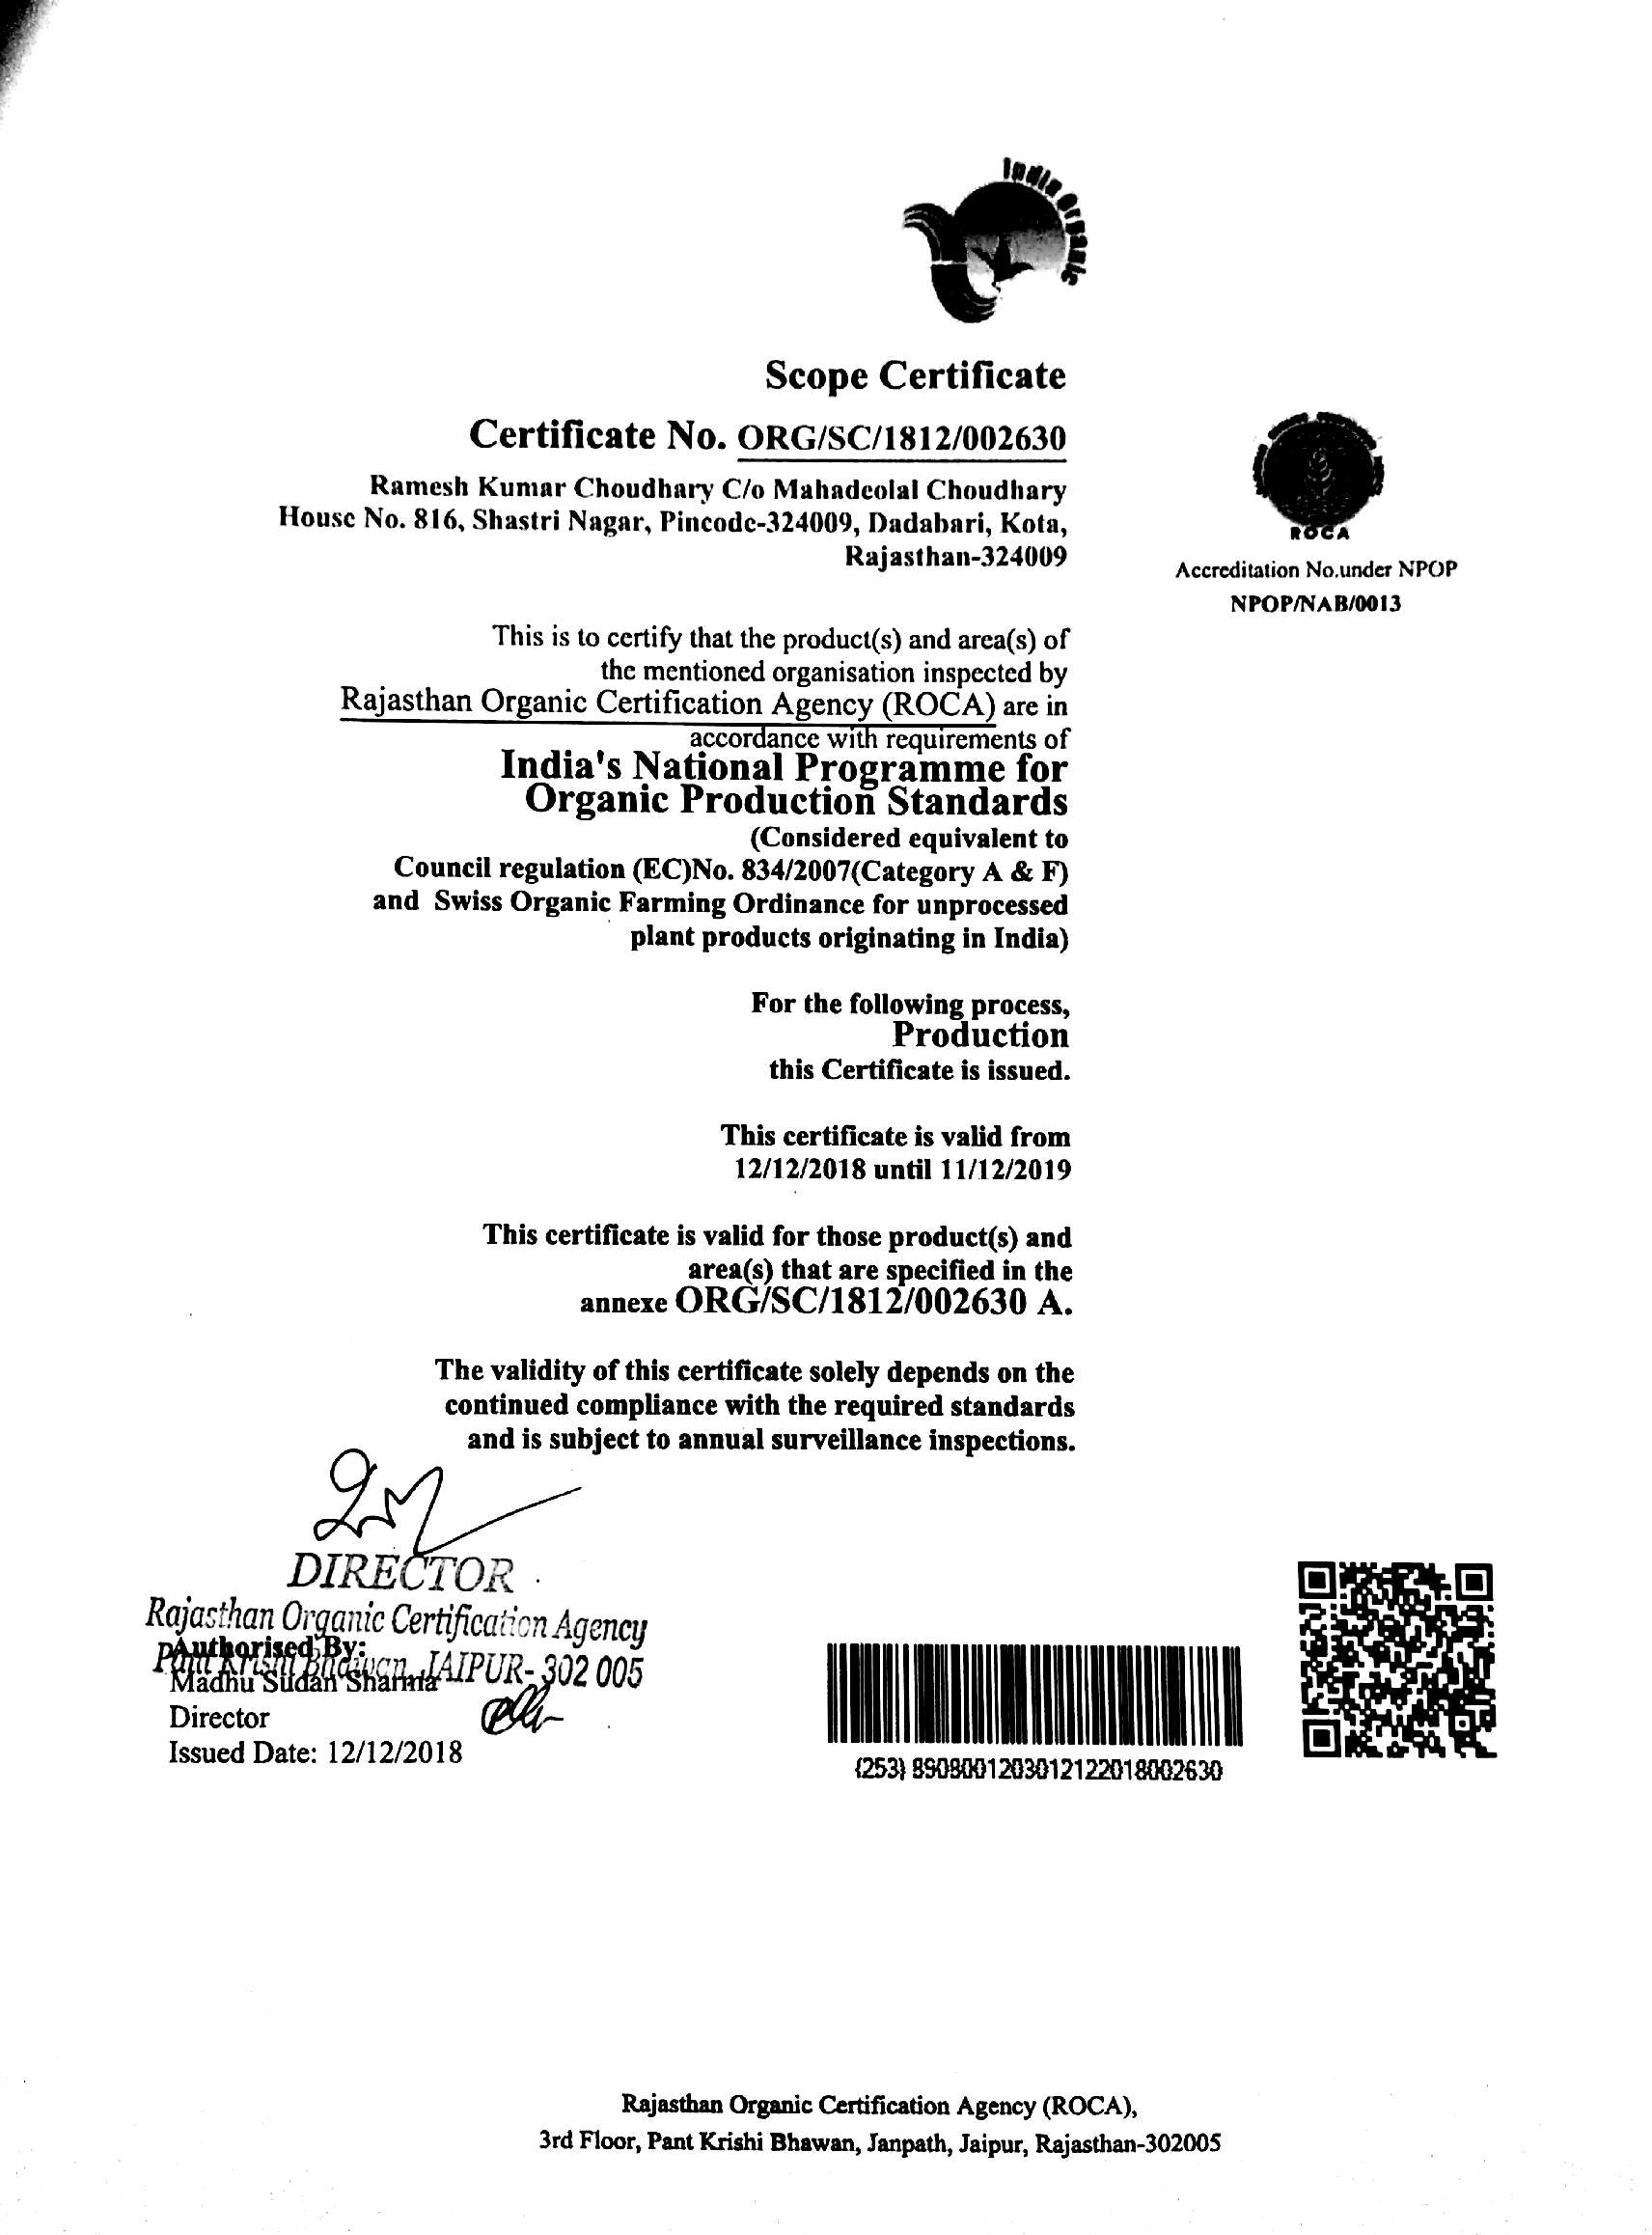 India Organic
Scope Certificate
Certificate No. ORG/SC/1812/002630
Ramesh Kumar Choudhary C/o Mahadeolal Choudhary
House No. 816, Shastri Nagar, Pincode-324009, Dadabari, Kota,
Rajasthan-324009
ROCA
Accreditation No.under NPOP
NPOP/NAB/0013
This is to certify that the product(s) and area(s) of
the mentioned organisation inspected by
Rajasthan Organic Certification Agency (ROCA) are in
accordance with requirements of
India's National Programme for
Organic Production Standards
(Considered equivalent to
Council regulation (EC)No. 834/2007(Category A & F)
and Swiss Organic Farming Ordinance for unprocessed
plant products originating in India)
For the following process,
Production
this Certificate is issued.
This certificate is valid from
12/12/2018 until 11/12/2019
This certificate is valid for those product(s) and
area(s) that are specified in the
annexe ORG/SC/1812/002630 A.
The validity of this certificate solely depends on the
continued compliance with the required standards
and is subject to annual surveillance inspections.
DIRECTOR
Rajasthan Organic Certification Agency
Pant Krishi Bhawan, JAIPUR-302 005
Authorised By:
Madhu Sudan Sharma
Director
Issued Date: 12/12/2018
(253) 8908001203012122018002630
Rajasthan Organic Certification Agency (ROCA),
3rd Floor, Pant Krishi Bhawan, Janpath, Jaipur, Rajasthan-302005